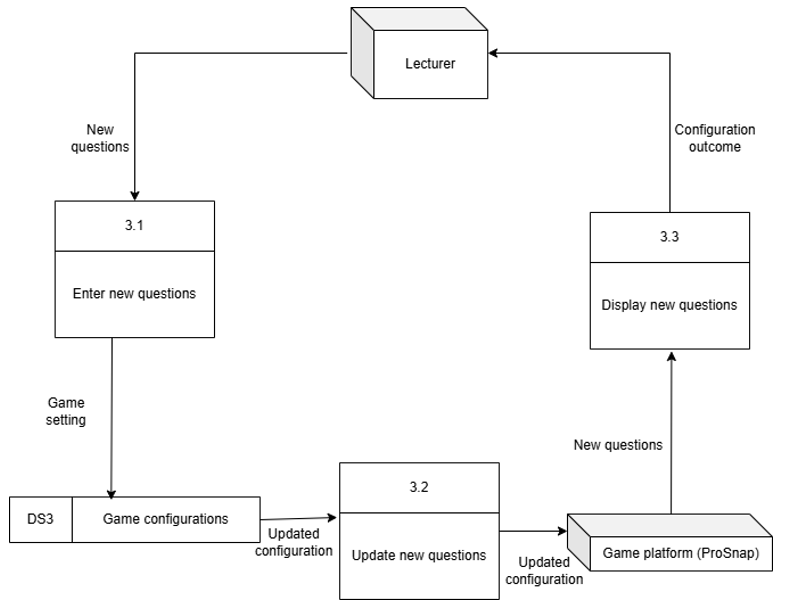 Lecturer
New
questions
Configuration
outcome
3.1
Enter new questions
3.3
Display new questions
Game
setting
New questions
DS3
Game configurations
Updated
configuration
3.2
Update new questions
Updated
configuration
Game platform (ProSnap)